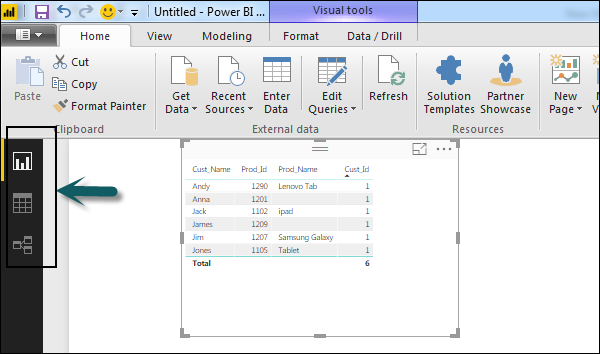 Untitled - Power BI ...
Visual tools
Home View Modeling Format Data / Drill
Paste
Cut
Copy
Format Painter
Get Data
Recent Sources
Enter Data
Edit Queries
Refresh
Solution Templates
Partner Showcase
New Page
New Visual
Clipboard External data Resources
Cust_Name Prod_Id Prod_Name Cust_Id
Andy 1290 Lenovo Tab 1
Anna 1201 1
Jack 1102 ipad 1
James 1209 1
Jim 1207 Samsung Galaxy 1
Jones 1105 Tablet 1
Total 6